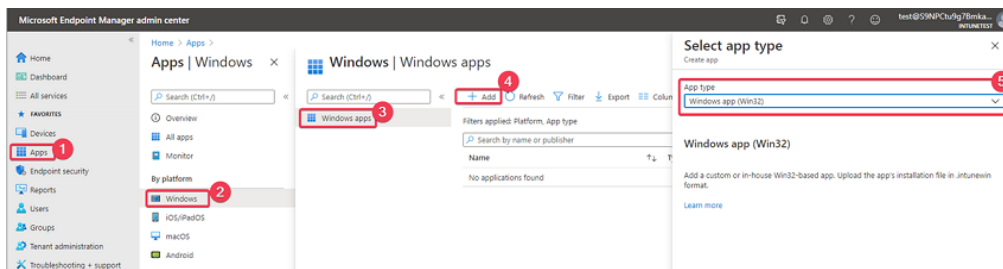 Microsoft Endpoint Manager admin center
test@S9NPCtu9g7Bmka...
INTUNETEST
Home
Dashboard
All services
FAVORITES
Devices
Apps
1
Endpoint security
Reports
Users
Groups
Tenant administration
Troubleshooting + support
Home > Apps >
Apps | Windows
Search (Ctrl+/)
Overview
All apps
Monitor
By platform
Windows
2
iOS/iPadOS
macOS
Android
Windows | Windows apps
Search (Ctrl+/)
Windows apps
3
4
Add
Refresh
Filter
Export
Colum
Filters applied: Platform, App type
Search by name or publisher
Name
No applications found
Select app type
Create app
5
App type
Windows app (Win32)
Windows app (Win32)
Add a custom or in-house Win32-based app. Upload the app's installation file in .intunewin
format.
Learn more